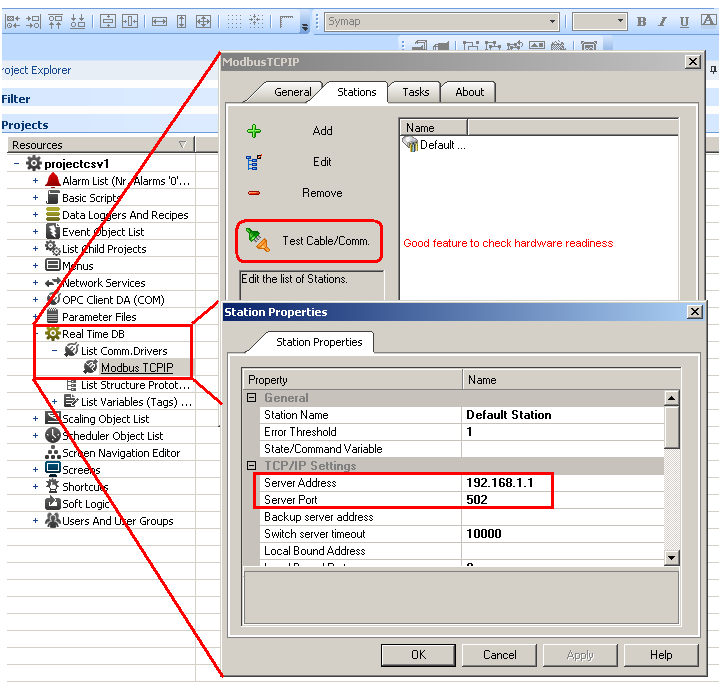 Symap
B I U A
roject Explorer
Filter
Projects
Resources
projectcsv1
Alarm List (Nr. Alarms '0'...
Basic Scripts
Data Loggers And Recipes
Event Object List
List Child Projects
Menus
Network Services
OPC Client DA (COM)
Parameter Files
Real Time DB
List Comm.Drivers
Modbus TCPIP
List Structure Protot...
List Variables (Tags) ...
Scaling Object List
Scheduler Object List
Screen Navigation Editor
Screens
Shortcuts
Soft Logic
Users And User Groups
ModbusTCPIP
General Stations Tasks About
Add
Edit
Remove
Test Cable/Comm.
Edit the list of Stations.
Name
Default ...
Good feature to check hardware readiness
Station Properties
Station Properties
Property Name
General
Station Name Default Station
Error Threshold 1
State/Command Variable
TCP/IP Settings
Server Address 192.168.1.1
Server Port 502
Backup server address
Switch server timeout 10000
Local Bound Address
OK Cancel Apply Help